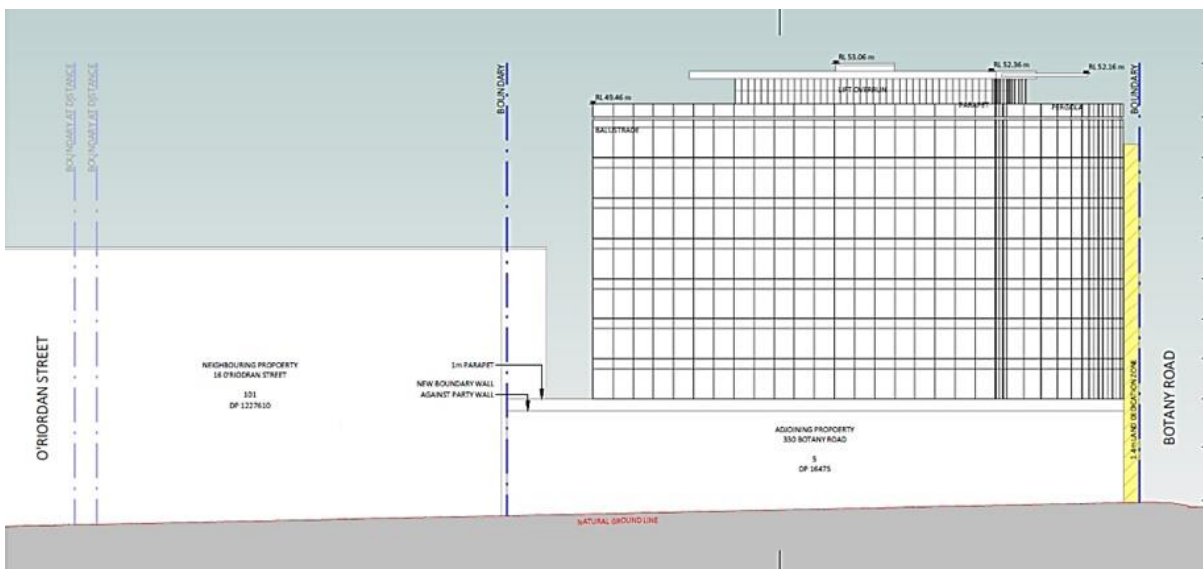 BOUNDARY AT DISTANCE
BOUNDARY AT DISTANCE
BOUNDARY
RL 53.06 m
RL 52.36 m
RL 52.16 m
BOUNDARY
LIFT OVERRUN
RL 49.46 m
PARAPET
PERGOLA
BALUSTRADE
O'RIORDAN STREET
NEIGHBOURING PROPOERTY
16 O'RIODRAN STREET
101
DP 1227610
1m PARAPET
NEW BOUNDARY WALL
AGAINST PARTY WALL
ADJOINING PROPOERTY
330 BOTANY ROAD
5
DP 16475
1.4m LAND DEDICATION ZONE
BOTANY ROAD
NATURAL GROUND LINE